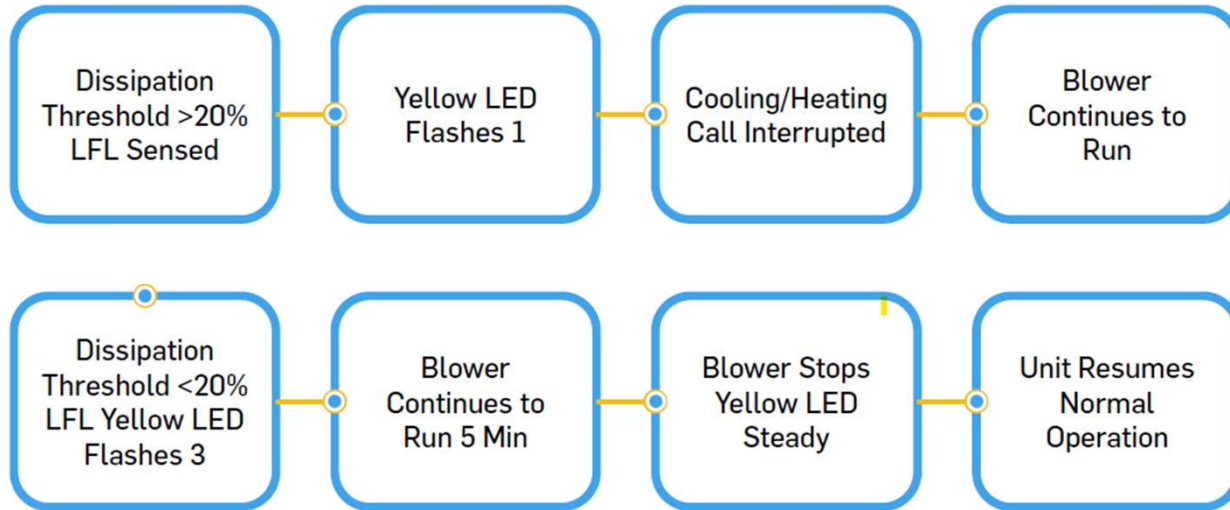 Dissipation
Threshold >20%
LFL Sensed
Yellow LED
Flashes 1
Cooling/Heating
Call Interrupted
Blower
Continues to
Run
Dissipation
Threshold <20%
LFL Yellow LED
Flashes 3
Blower
Continues to
Run 5 Min
Blower Stops
Yellow LED
Steady
Unit Resumes
Normal
Operation